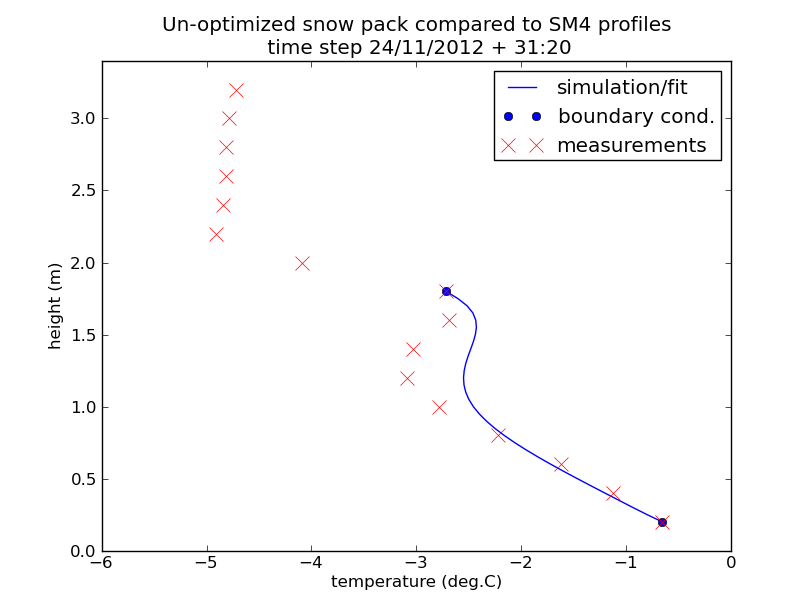 Un-optimized snow pack compared to SM4 profiles
time step 24/11/2012 + 31:20
simulation/fit
boundary cond.
measurements
3.0
2.5
2.0
1.5
1.0
0.5
0.0
height (m)
−6 −5 −4 −3 −2 −1 0
temperature (deg.C)